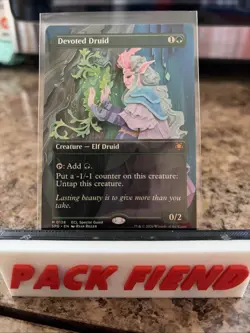 Devoted Druid 1
Creature — Elf Druid
: Add .
Put a -1/-1 counter on this creature:
Untap this creature.
Lasting beauty is to give more than you
take.
0/2
PACK FIEND